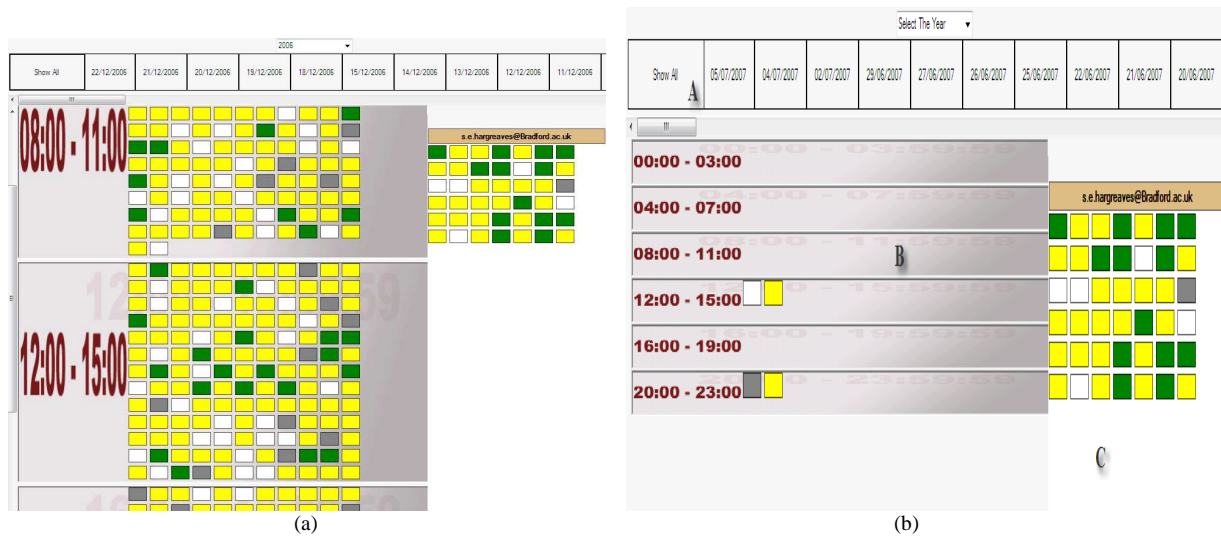 2006
Show All 22/12/2006 21/12/2006 20/12/2006 19/12/2006 18/12/2006 15/12/2006 14/12/2006 13/12/2006 12/12/2006 11/12/2006
08:00 - 11:00
s.e.hargreaves@Bradford.ac.uk
12:00 - 15:00
(a)
Select The Year
Show All 05/07/2007 04/07/2007 02/07/2007 29/06/2007 27/06/2007 26/06/2007 25/06/2007 22/06/2007 21/06/2007 20/06/2007
A
00:00 - 03:00
04:00 - 07:00
s.e.hargreaves@Bradford.ac.uk
08:00 - 11:00
B
12:00 - 15:00
16:00 - 19:00
20:00 - 23:00
C
(b)